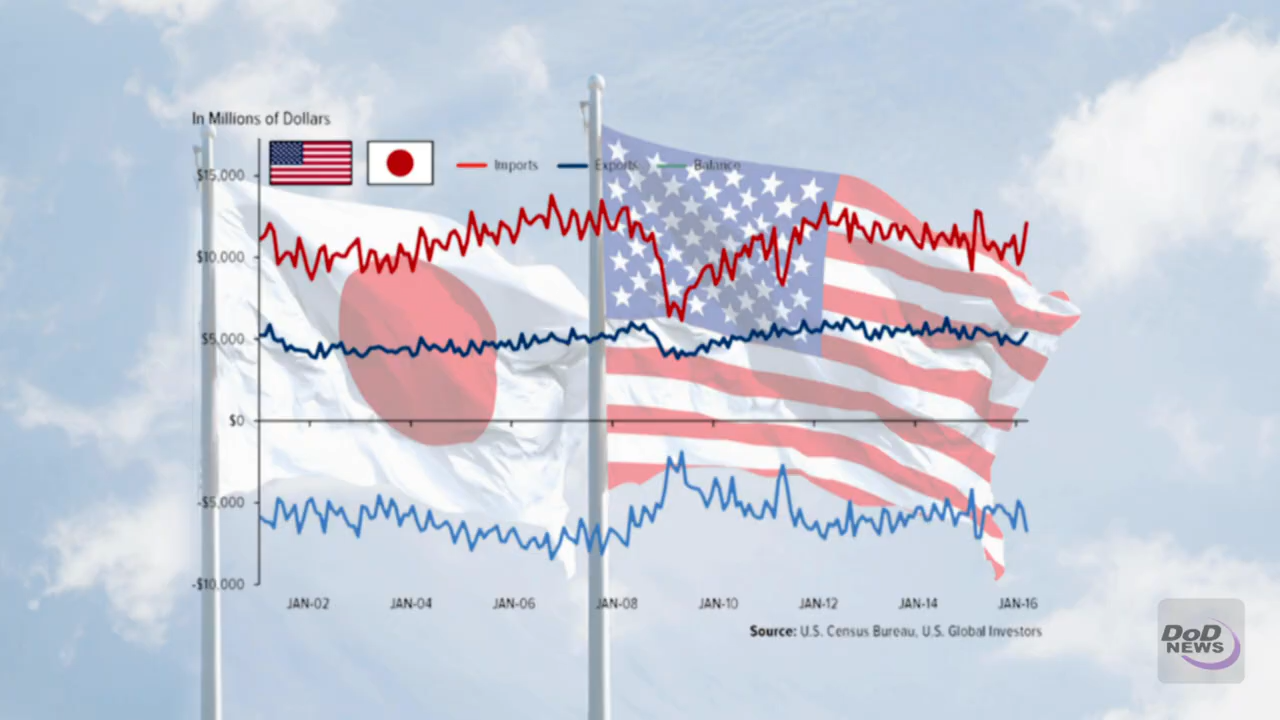 In Millions of Dollars
Imports Exports Balance
$15,000
$10,000
$5,000
$0
-$5,000
-$10,000
JAN-02 JAN-04 JAN-06 JAN-08 JAN-10 JAN-12 JAN-14 JAN-16
Source: U.S. Census Bureau, U.S. Global Investors
DoD
NEWS